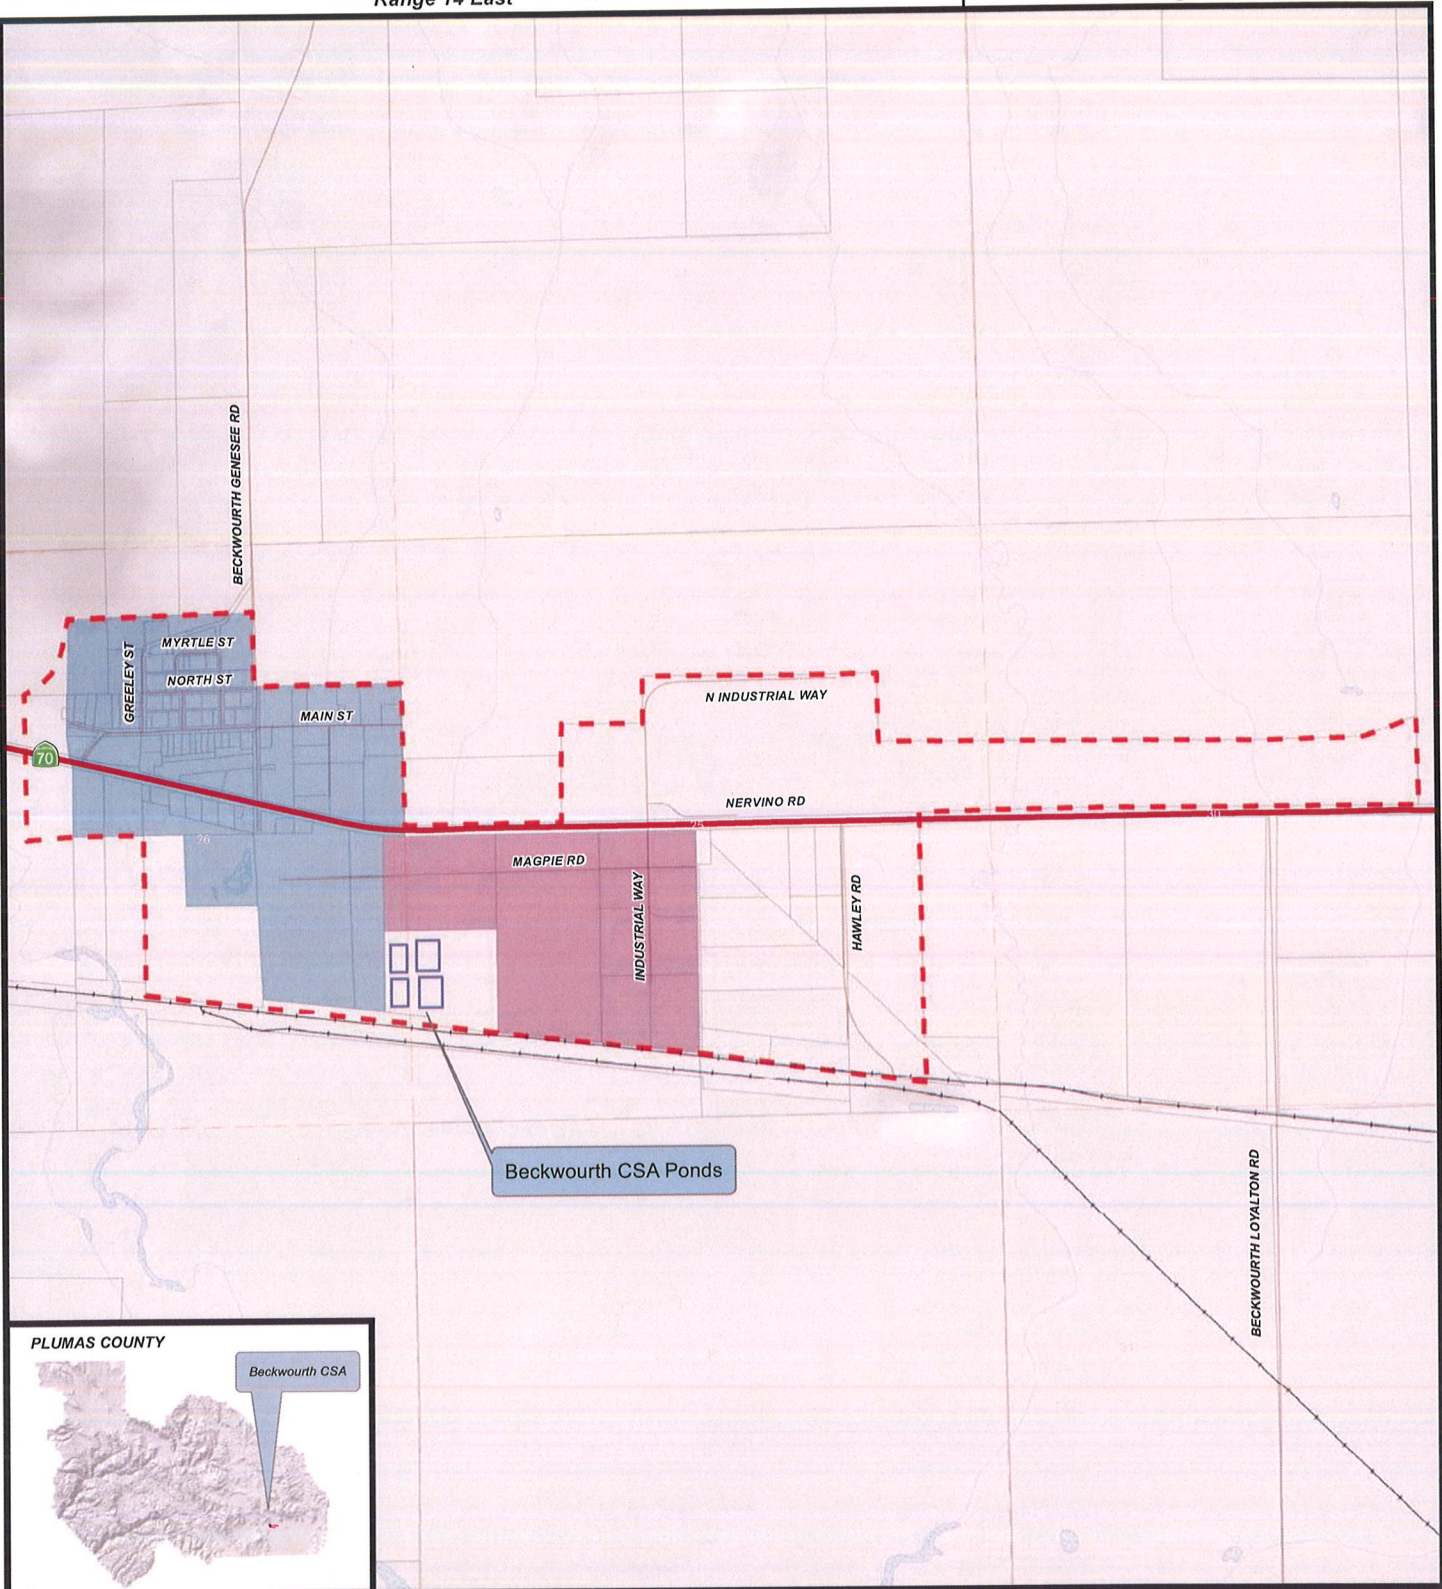 Range 14 East
BECKWOURTH GENESEE RD
MYRTLE ST
GREELEY ST
NORTH ST
MAIN ST
N INDUSTRIAL WAY
70
NERVINO RD
25
30
26
MAGPIE RD
INDUSTRIAL WAY
HAWLEY RD
Beckwourth CSA Ponds
BECKWOURTH LOYALTON RD
31
PLUMAS COUNTY
Beckwourth CSA